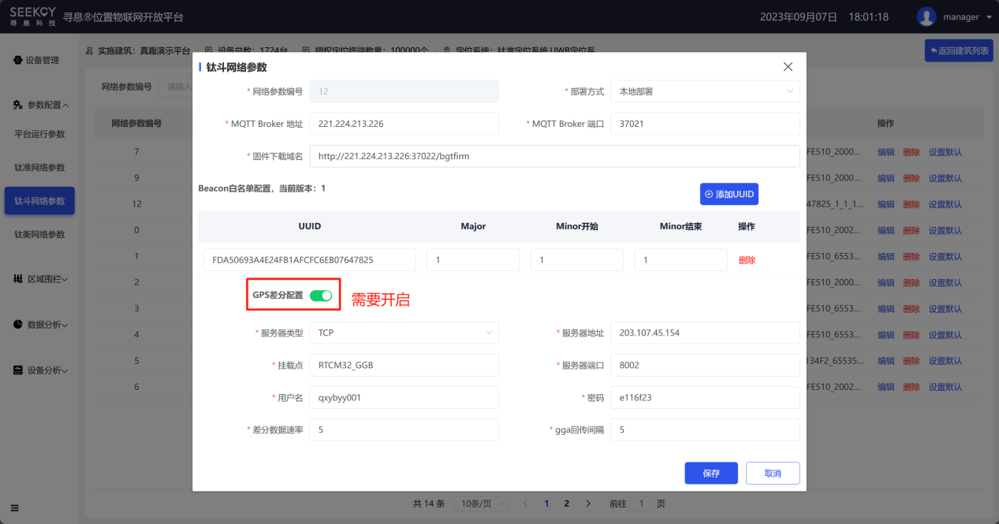 SEEKCY
寻息科技
寻息®位置物联网开放平台
2023年09月07日 18:01:18
manager
设备管理
参数配置
平台运行参数
钛准网络参数
钛斗网络参数
钛衡网络参数
区域围栏
数据分析
设备分析
实施建筑：真趣演示平台
设备总数：1724台
授权定位终端数量：100000个
定位系统：钛准定位系统,UWB定位系
返回建筑列表
网络参数编号 请输入
网络参数编号 操作
7 FE510_2000... 编辑 删除 设置默认
9 FE510_2000... 编辑 删除 设置默认
12 47825_1_1_1... 编辑 删除 设置默认
0 FE510_2002... 编辑 删除 设置默认
1 FE510_6553... 编辑 删除 设置默认
2 FE510_2000... 编辑 删除 设置默认
3 FE510_6553... 编辑 删除 设置默认
4 FE510_6553... 编辑 删除 设置默认
5 134F2_65535... 编辑 删除 设置默认
6 FE510_2002... 编辑 删除 设置默认
钛斗网络参数
* 网络参数编号 12 * 部署方式 本地部署
* MQTT Broker 地址 221.224.213.226 * MQTT Broker 端口 37021
* 固件下载域名 http://221.224.213.226:37022/bgtfirm
Beacon白名单配置，当前版本：1 添加UUID
UUID Major Minor开始 Minor结束 操作
FDA50693A4E24FB1AFCFC6EB07647825 1 1 1 删除
GPS差分配置 需要开启
* 服务器类型 TCP * 服务器地址 203.107.45.154
* 挂载点 RTCM32_GGB * 服务器端口 8002
* 用户名 qxybyy001 * 密码 e116f23
* 差分数据速率 5 * gga回传间隔 5
保存 取消
共 14 条 10条/页 1 2 前往 1 页